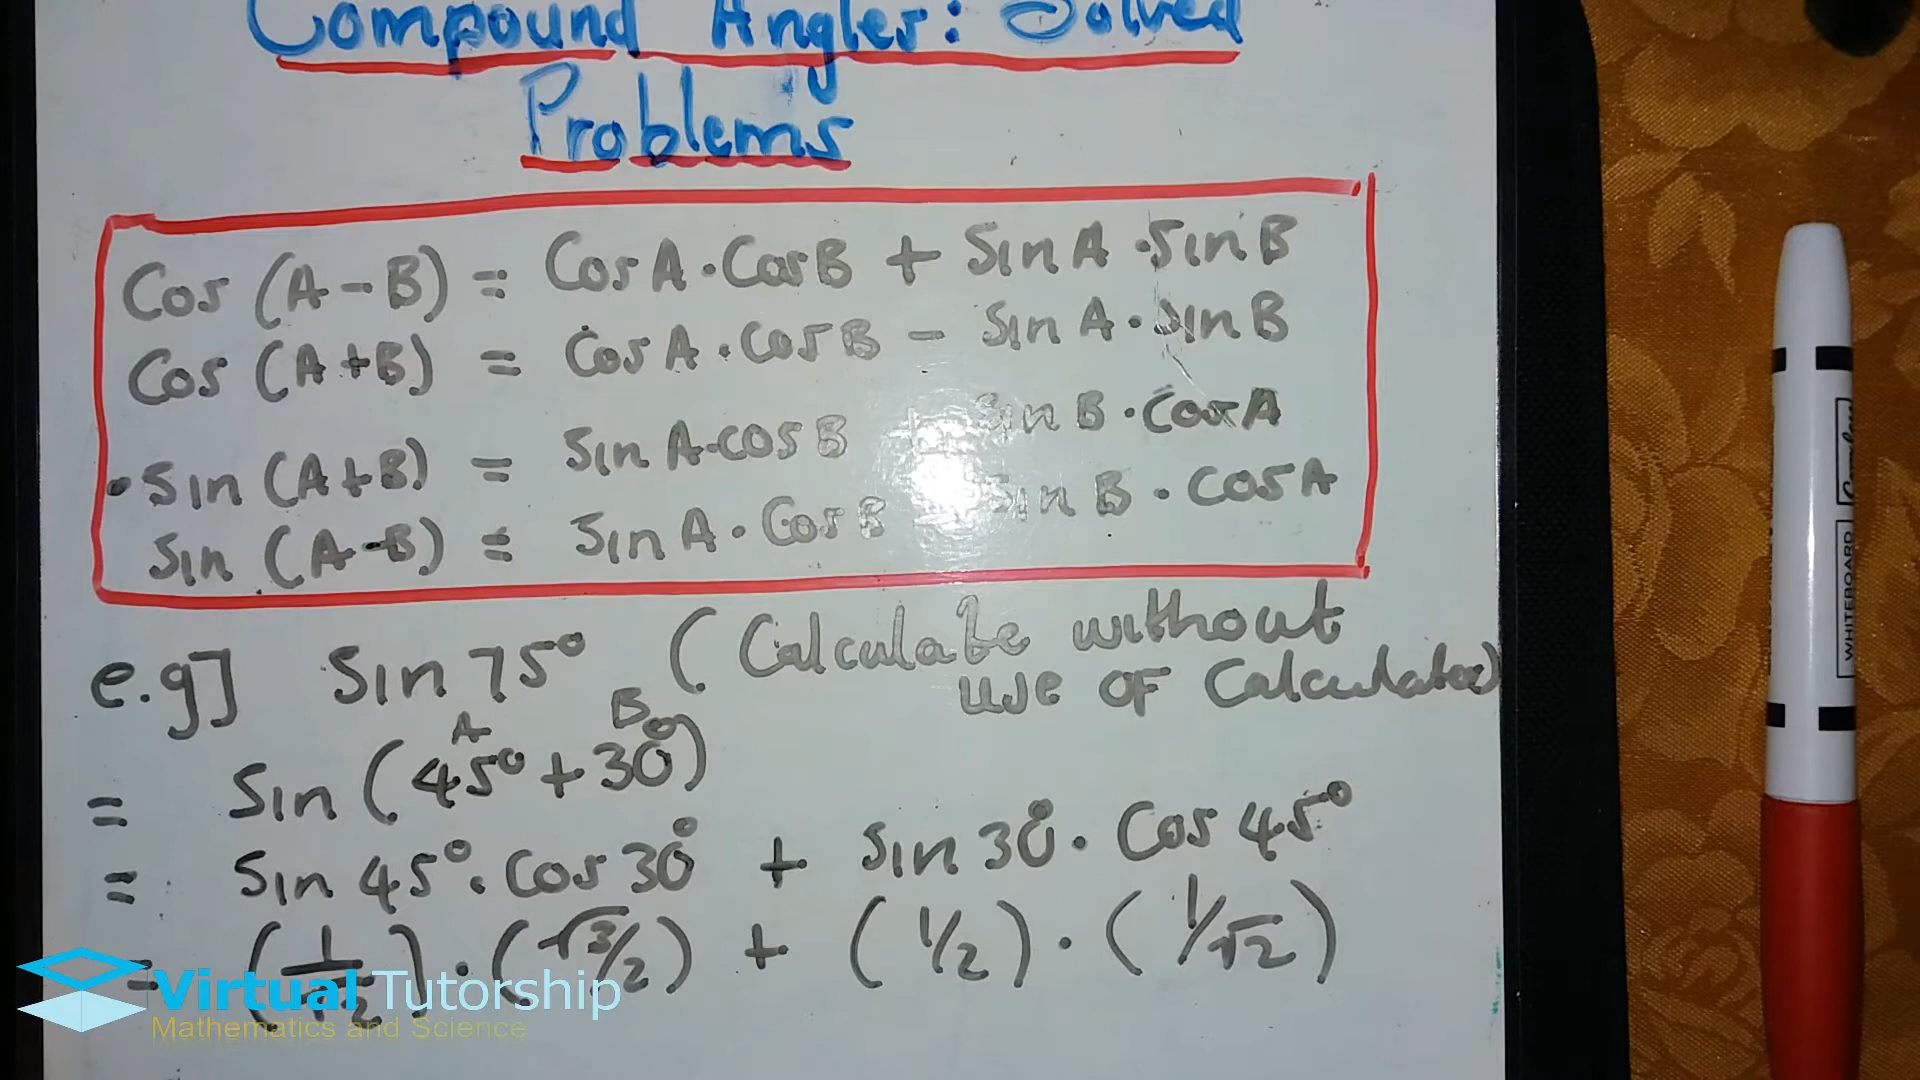 Compound Angles: Solved
Problems
Cos (A - B) = Cos A · Cos B + Sin A · Sin B
Cos (A + B) = Cos A · Cos B - Sin A · Sin B
• Sin (A + B) = Sin A · Cos B + Sin B · Cos A
Sin (A - B) = Sin A · Cos B - Sin B · Cos A
e.g] Sin 75° (Calculate without
use of Calculator)
A B
= Sin (45° + 30°)
= Sin 45° · Cos 30° + Sin 30° · Cos 45°
= (1/√2) · (√3/2) + (1/2) · (1/√2)
Virtual Tutorship
Mathematics and Science
WHITEBOARD